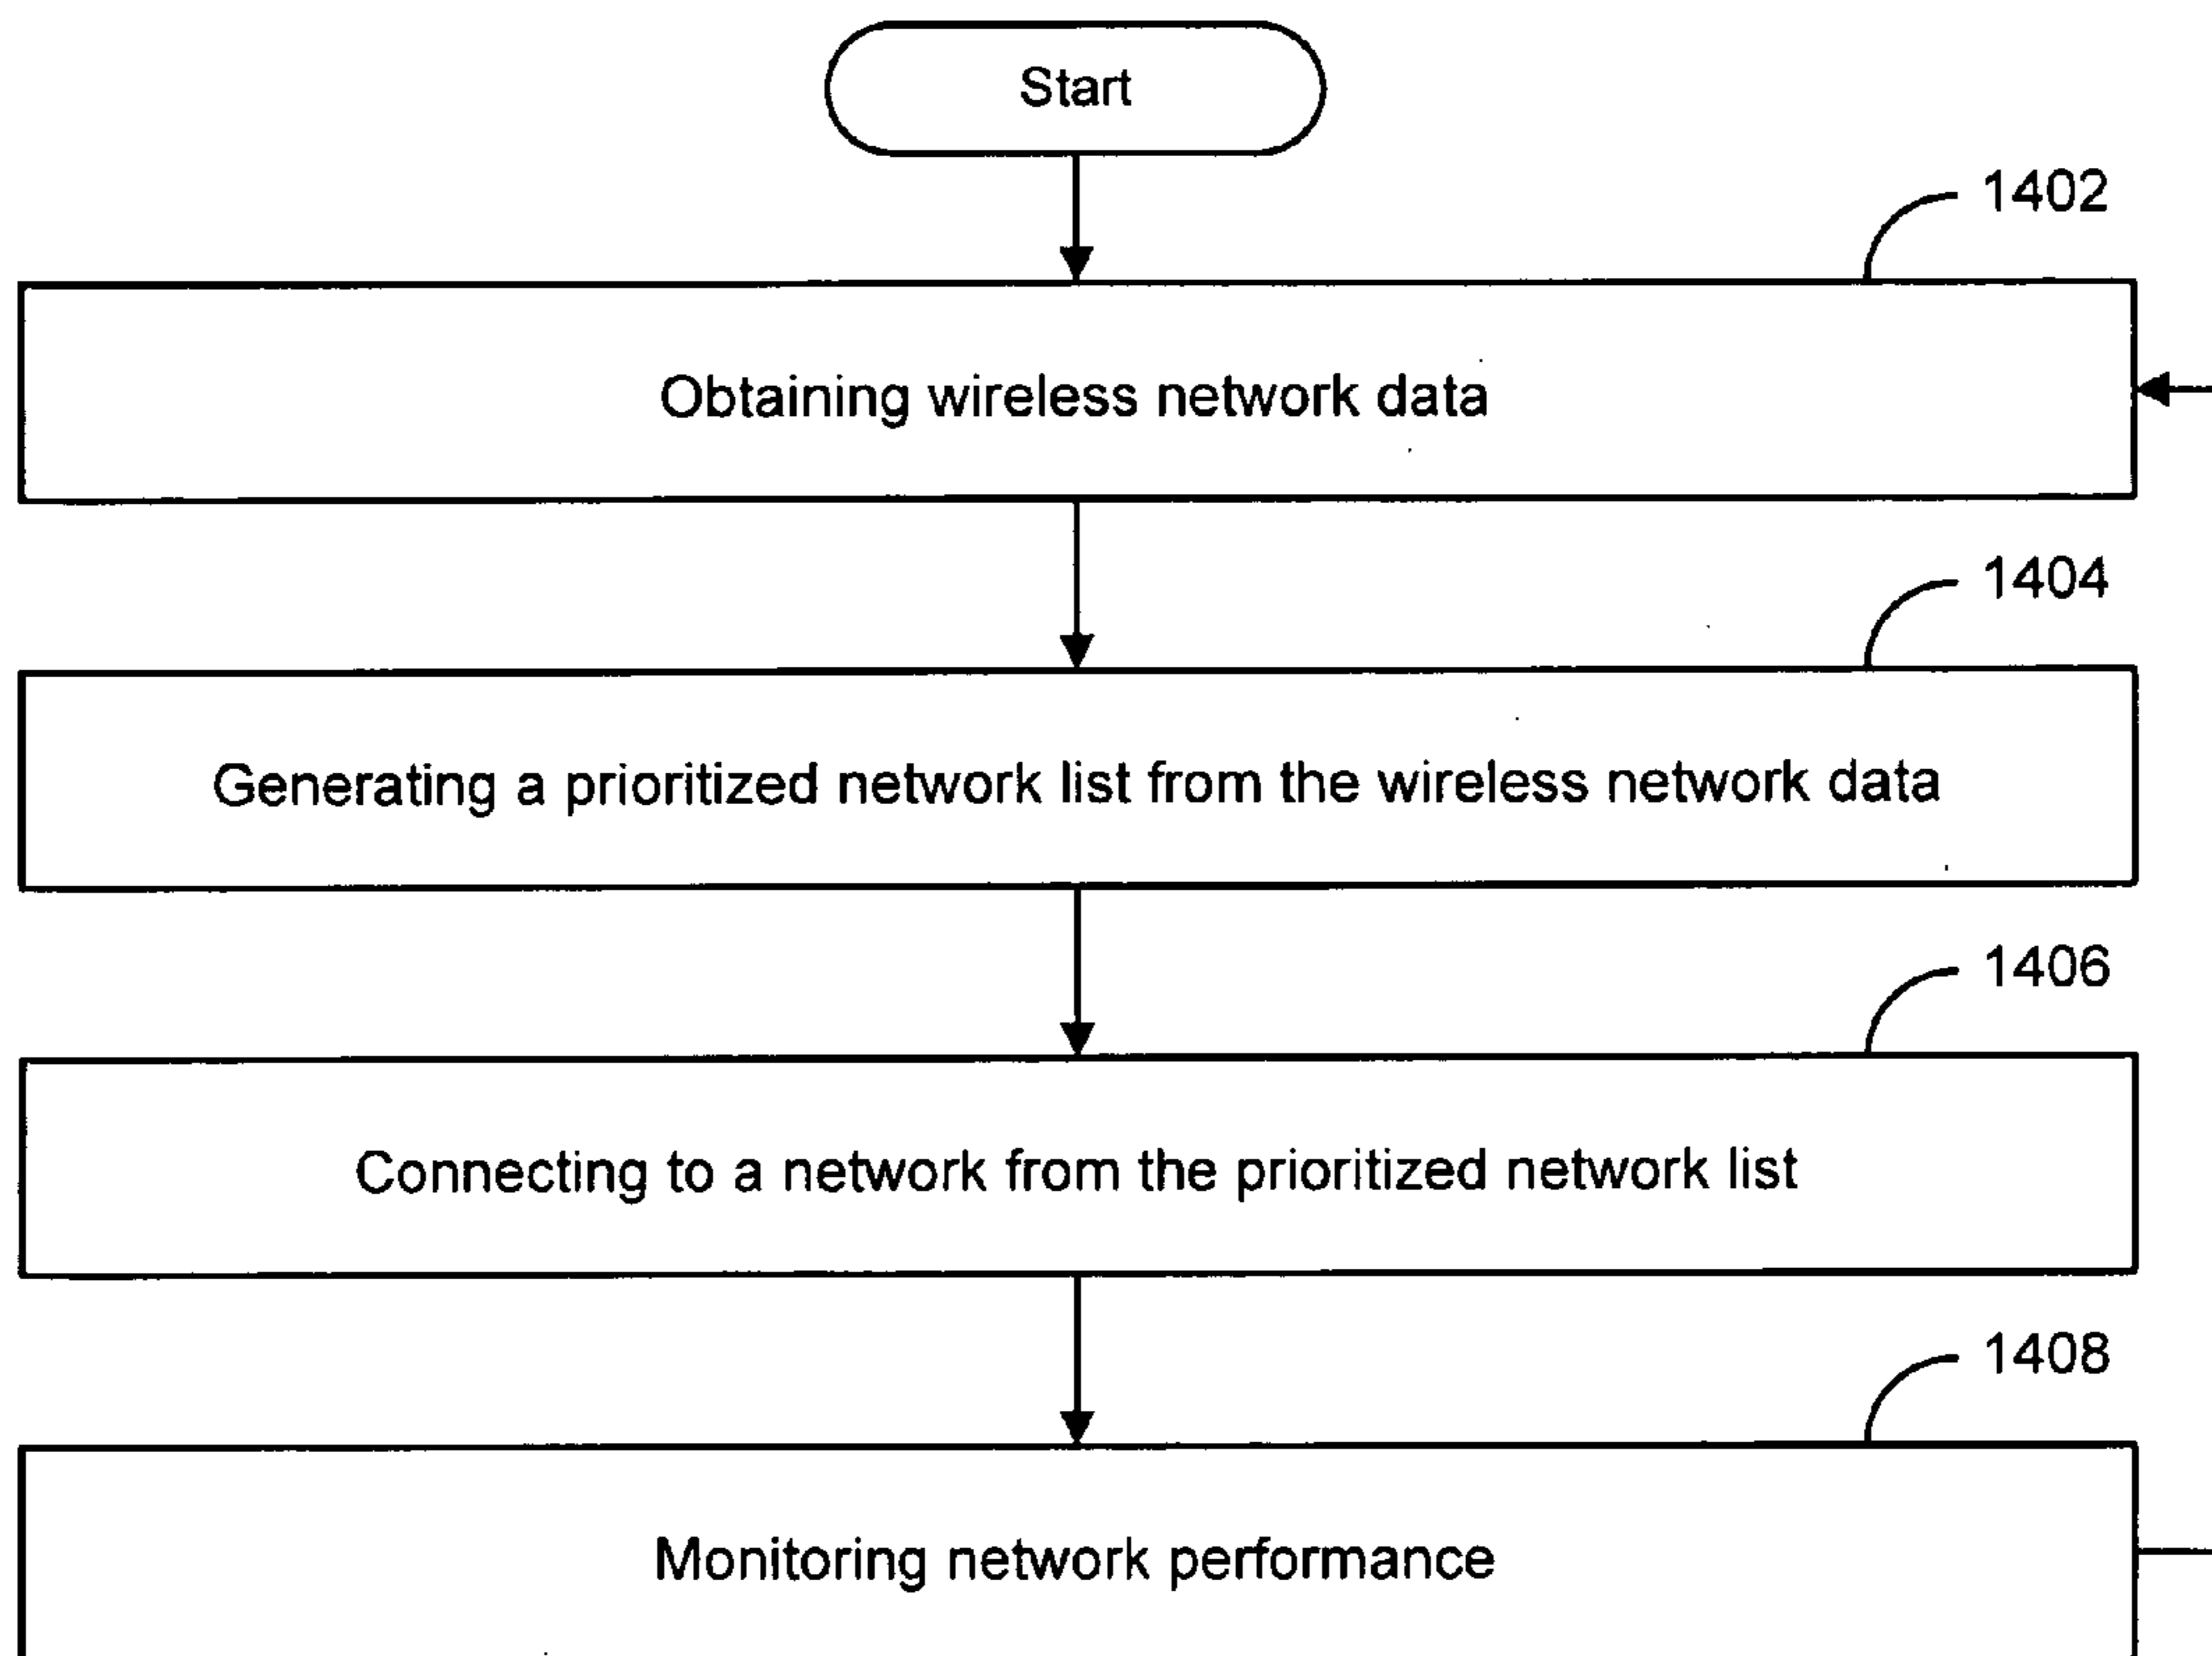 Start
1402
Obtaining wireless network data
1404
Generating a prioritized network list from the wireless network data
1406
Connecting to a network from the prioritized network list
1408
Monitoring network performance